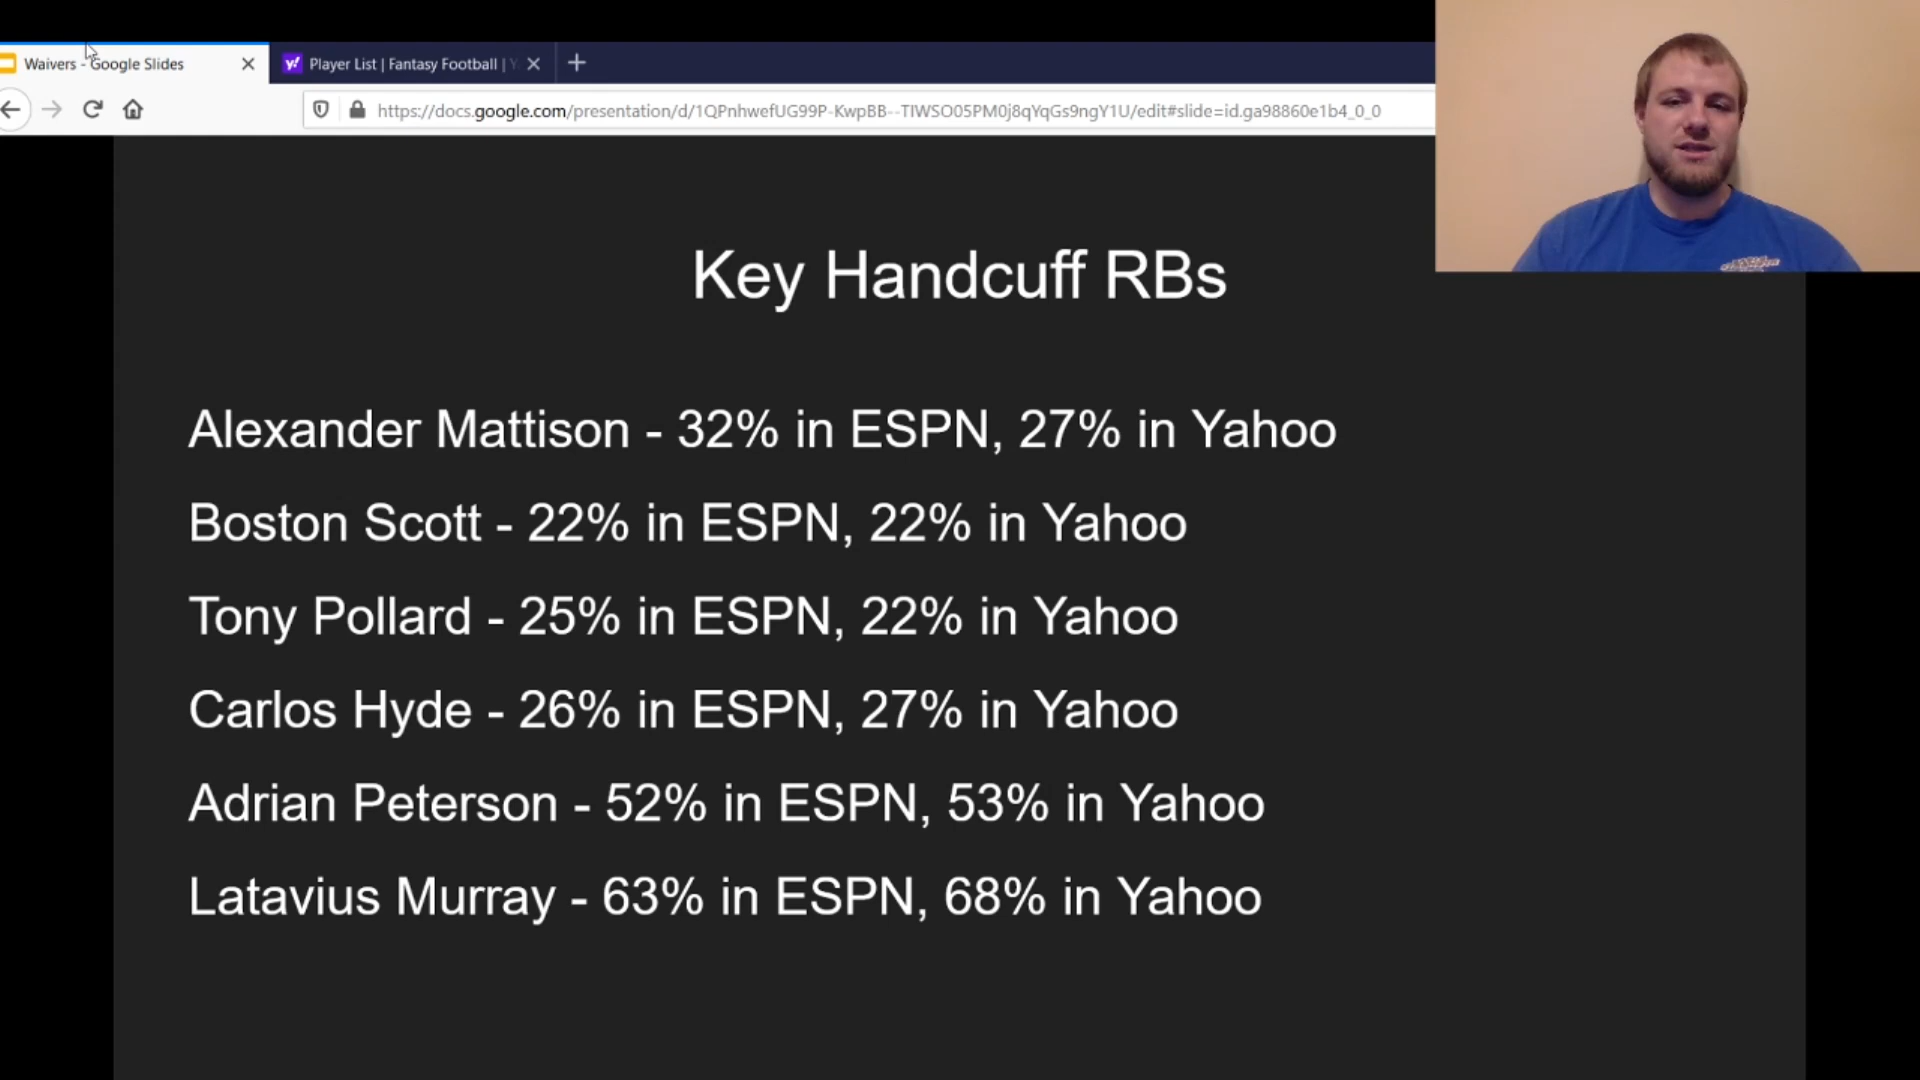 Waivers - Google Slides
Player List | Fantasy Football |
https://docs.google.com/presentation/d/1QPnhwefUG99P-KwpBB--TIWSO05PM0j8qYqGs9ngY1U/edit#slide=id.ga98860e1b4_0_0
Key Handcuff RBs
Alexander Mattison - 32% in ESPN, 27% in Yahoo
Boston Scott - 22% in ESPN, 22% in Yahoo
Tony Pollard - 25% in ESPN, 22% in Yahoo
Carlos Hyde - 26% in ESPN, 27% in Yahoo
Adrian Peterson - 52% in ESPN, 53% in Yahoo
Latavius Murray - 63% in ESPN, 68% in Yahoo